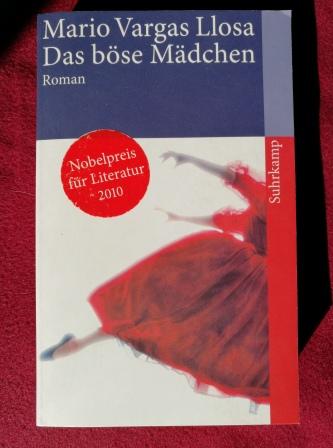 Mario Vargas Llosa
Das böse Mädchen
Roman
Nobelpreis
für Literatur
2010
Suhrkamp